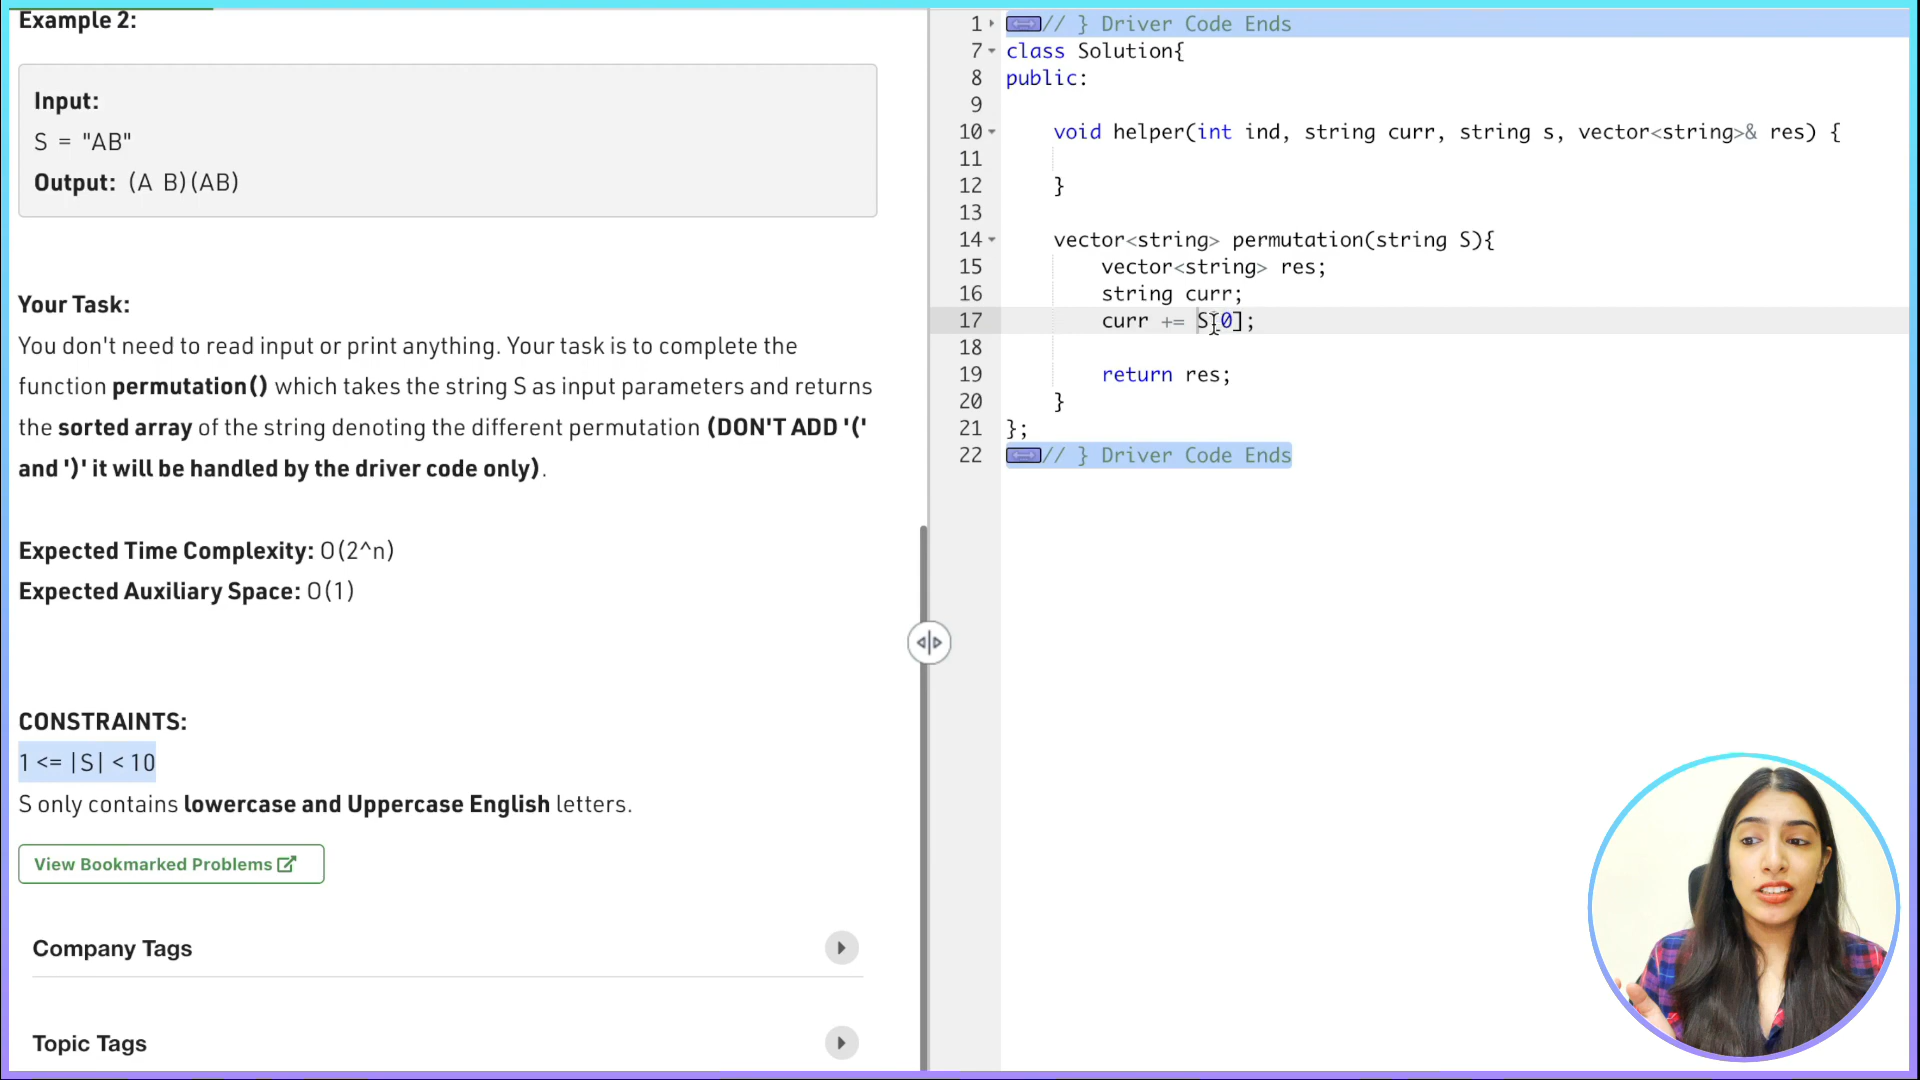 Example 2:
Input:
S = "AB"
Output: (A B)(AB)
Your Task:
You don't need to read input or print anything. Your task is to complete the
function permutation() which takes the string S as input parameters and returns
the sorted array of the string denoting the different permutation (DON'T ADD '('
and ')' it will be handled by the driver code only).
Expected Time Complexity: O(2^n)
Expected Auxiliary Space: O(1)
CONSTRAINTS:
1 <= |S| < 10
S only contains lowercase and Uppercase English letters.
View Bookmarked Problems
Company Tags
Topic Tags
1 // } Driver Code Ends
7 class Solution{
8 public:
9
10 void helper(int ind, string curr, string s, vector<string>& res) {
11
12 }
13
14 vector<string> permutation(string S){
15 vector<string> res;
16 string curr;
17 curr += S[0];
18
19 return res;
20 }
21 };
22 // } Driver Code Ends